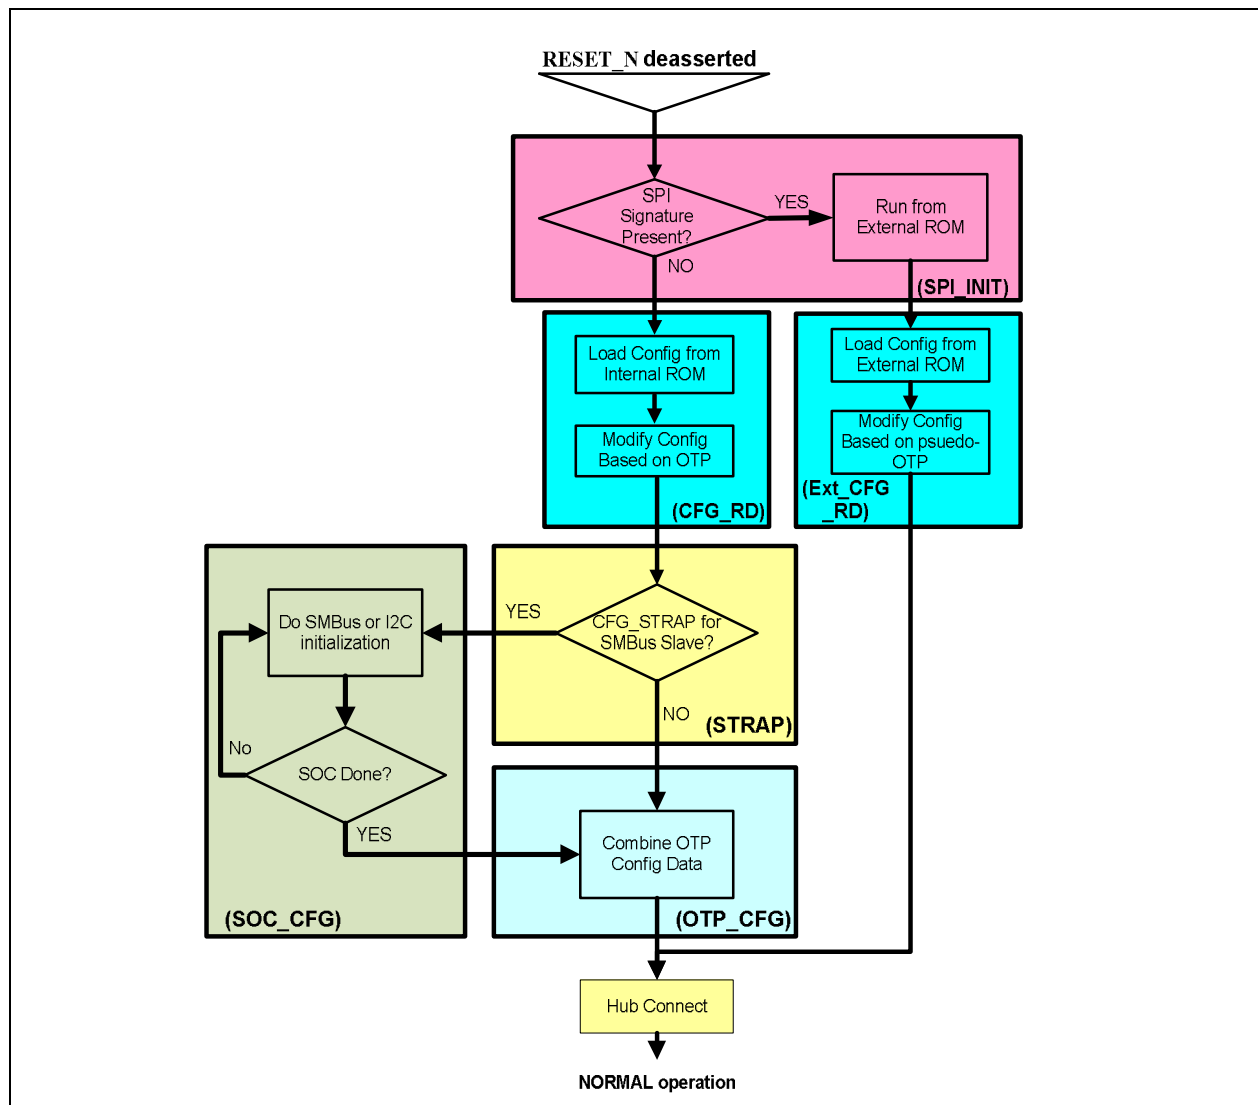 RESET_N deasserted
SPI
Signature
Present?
YES
Run from
External ROM
NO
(SPI_INIT)
Load Config from
Internal ROM
Load Config from
External ROM
Modify Config
Based on OTP
Modify Config
Based on psuedo-
OTP
(CFG_RD)
(Ext_CFG
_RD)
Do SMBus or I2C
initialization
YES
CFG_STRAP for
SMBus Slave?
NO
(STRAP)
No
SOC Done?
YES
Combine OTP
Config Data
(SOC_CFG)
(OTP_CFG)
Hub Connect
NORMAL operation